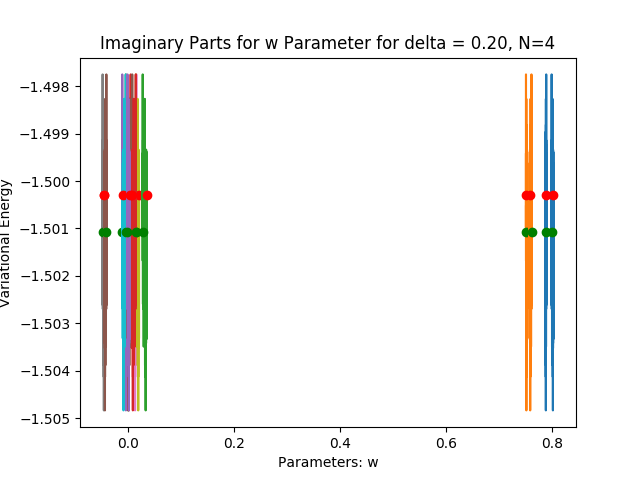 Imaginary Parts for w Parameter for delta = 0.20, N=4
Variational Energy
−1.498
−1.499
−1.500
−1.501
−1.502
−1.503
−1.504
−1.505
0.0 0.2 0.4 0.6 0.8
Parameters: w